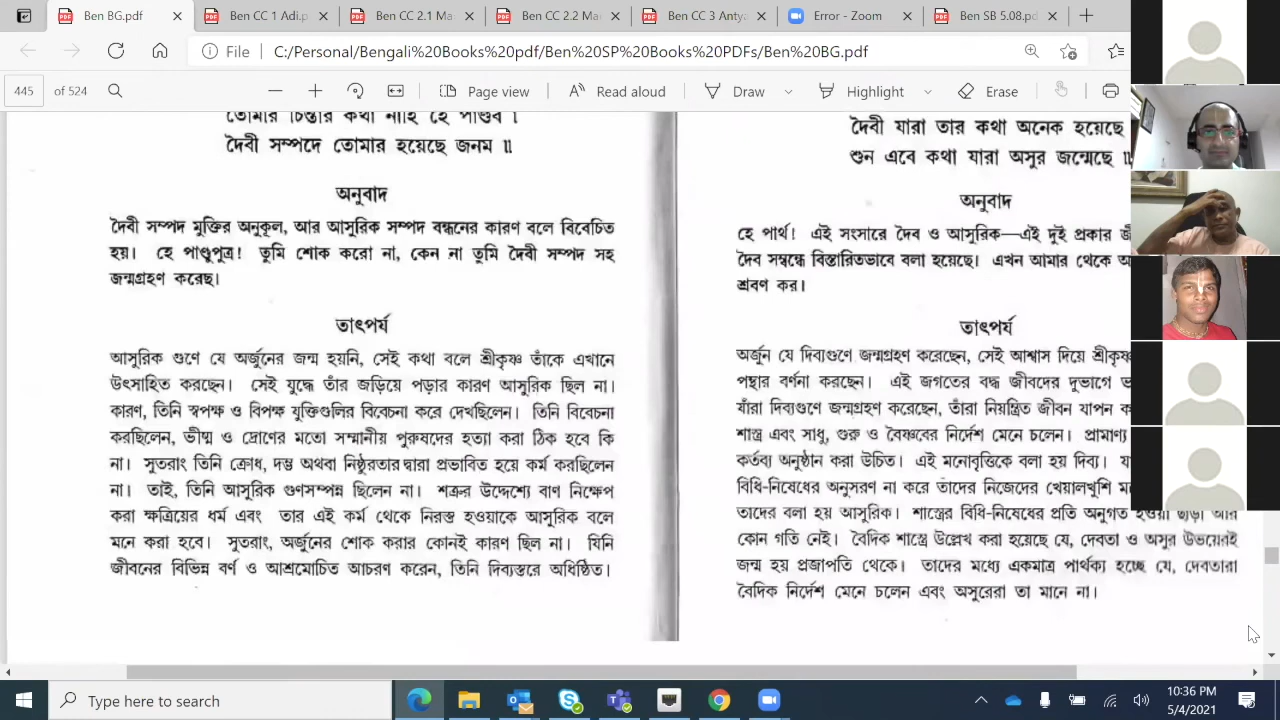 Ben BG.pdf
Ben CC 1 Adi.p
Ben CC 2.1 Ma
Ben CC 2.2 Ma
Ben CC 3 Antya
Error - Zoom
Ben SB 5.08.pd
File
C:/Personal/Bengali%20Books%20pdf/Ben%20SP%20Books%20PDFs/Ben%20BG.pdf
445 of 524
Page view
Read aloud
Draw
Highlight
Erase
তোমার চিন্তার কথা নাহি হে পাণ্ডব ।
দৈবী সম্পদে তোমার হয়েছে জনম ॥
অনুবাদ
দৈবী সম্পদ মুক্তির অনুকূল, আর আসুরিক সম্পদ বন্ধনের কারণ বলে বিবেচিত
হয়। হে পাণ্ডুপুত্র! তুমি শোক করো না, কেন না তুমি দৈবী সম্পদ সহ
জন্মগ্রহণ করেছ।
তাৎপর্য
আসুরিক গুণে যে অর্জুনের জন্ম হয়নি, সেই কথা বলে শ্রীকৃষ্ণ তাঁকে এখানে
উৎসাহিত করছেন। সেই যুদ্ধে তাঁর জড়িয়ে পড়ার কারণ আসুরিক ছিল না।
কারণ, তিনি স্বপক্ষ ও বিপক্ষ যুক্তিগুলির বিবেচনা করে দেখছিলেন। তিনি বিবেচনা
করছিলেন, ভীষ্ম ও দ্রোণের মতো সম্মানীয় পুরুষদের হত্যা করা ঠিক হবে কি
না। সুতরাং তিনি ক্রোধ, দম্ভ অথবা নিষ্ঠুরতার দ্বারা প্রভাবিত হয়ে কর্ম করছিলেন
না। তাই, তিনি আসুরিক গুণসম্পন্ন ছিলেন না। শত্রুর উদ্দেশ্যে বাণ নিক্ষেপ
করা ক্ষত্রিয়ের ধর্ম এবং তার এই কর্ম থেকে নিরস্ত হওয়াকে আসুরিক বলে
মনে করা হবে। সুতরাং, অর্জুনের শোক করার কোনই কারণ ছিল না। যিনি
জীবনের বিভিন্ন বর্ণ ও আশ্রমোচিত আচরণ করেন, তিনি দিব্যস্তরে অধিষ্ঠিত।
দৈবী যারা তার কথা অনেক হয়েছে
শুন এবে কথা যারা অসুর জন্মেছে ॥
অনুবাদ
হে পার্থ! এই সংসারে দৈব ও আসুরিক—এই দুই প্রকার
দৈব সম্বন্ধে বিস্তারিতভাবে বলা হয়েছে। এখন আমার থেকে
শ্রবণ কর।
তাৎপর্য
অর্জুন যে দিব্যগুণে জন্মগ্রহণ করেছেন, সেই আশ্বাস দিয়ে শ্রীকৃষ্ণ
পন্থার বর্ণনা করছেন। এই জগতের বদ্ধ জীবদের দুভাগে
যাঁরা দিব্যগুণে জন্মগ্রহণ করেছেন, তাঁরা নিয়ন্ত্রিত জীবন যাপন
শাস্ত্র এবং সাধু, গুরু ও বৈষ্ণবের নির্দেশ মেনে চলেন। প্রামাণ্য
কর্তব্য অনুষ্ঠান করা উচিত। এই মনোবৃত্তিকে বলা হয় দিব্য।
বিধি-নিষেধের অনুসরণ না করে তাদের নিজেদের খেয়ালখুশি
তাদের বলা হয় আসুরিক। শাস্ত্রের বিধি-নিষেধের প্রতি অনুগত হওয়া ছাড়া আর
কোন গতি নেই। বৈদিক শাস্ত্রে উল্লেখ করা হয়েছে যে, দেবতা ও অসুর উভয়েরই
জন্ম হয় প্রজাপতি থেকে। তাদের মধ্যে একমাত্র পার্থক্য হচ্ছে যে, দেবতারা
বৈদিক নির্দেশ মেনে চলেন এবং অসুরেরা তা মানে না।
Type here to search
10:36 PM
5/4/2021